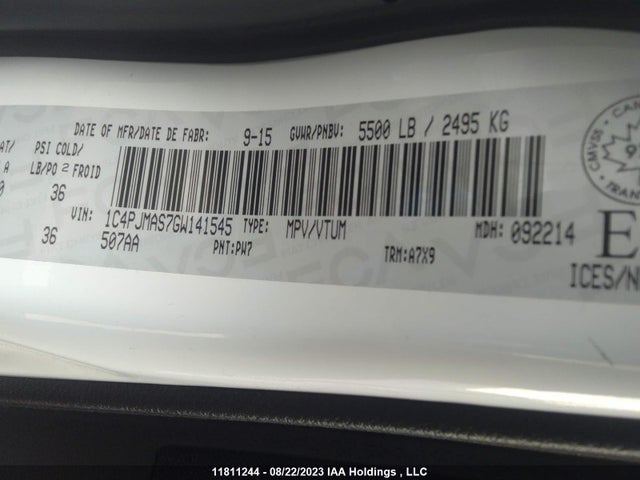 DATE OF MFR/DATE DE FABR: 9-15 GVWR/PNBV: 5500 LB / 2495 KG
PSI COLD/
LB/PO 2 FROID
36
VIN: 1C4PJMAS7GW141545 TYPE: MPV/VTUM MDH: 092214
36 507AA PNT:PW7 TRM:A7X9
CMVSS
TRAN
ICES/N
11811244 - 08/22/2023 IAA Holdings , LLC